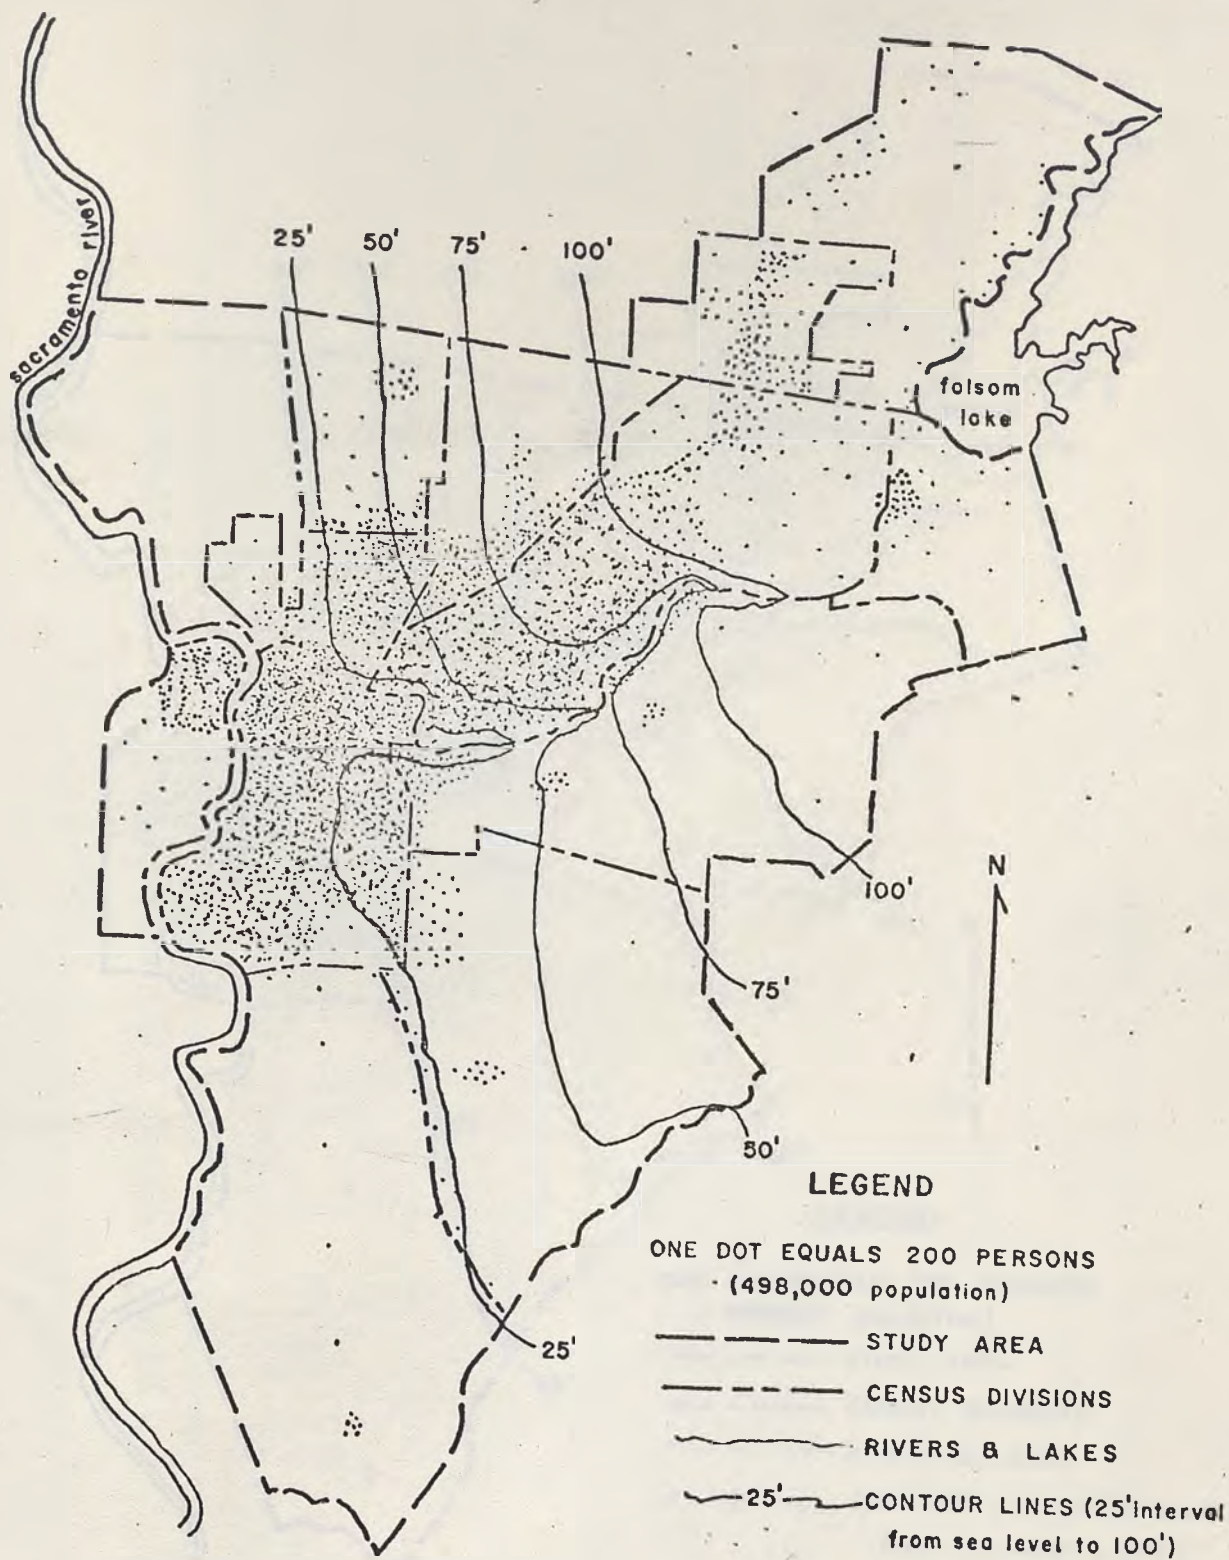 sacramento river
25' 50' 75' 100'
folsom
lake
N
100'
75'
50'
25'
LEGEND
ONE DOT EQUALS 200 PERSONS
(498,000 population)
STUDY AREA
CENSUS DIVISIONS
RIVERS & LAKES
25' CONTOUR LINES (25' interval
from sea level to 100')